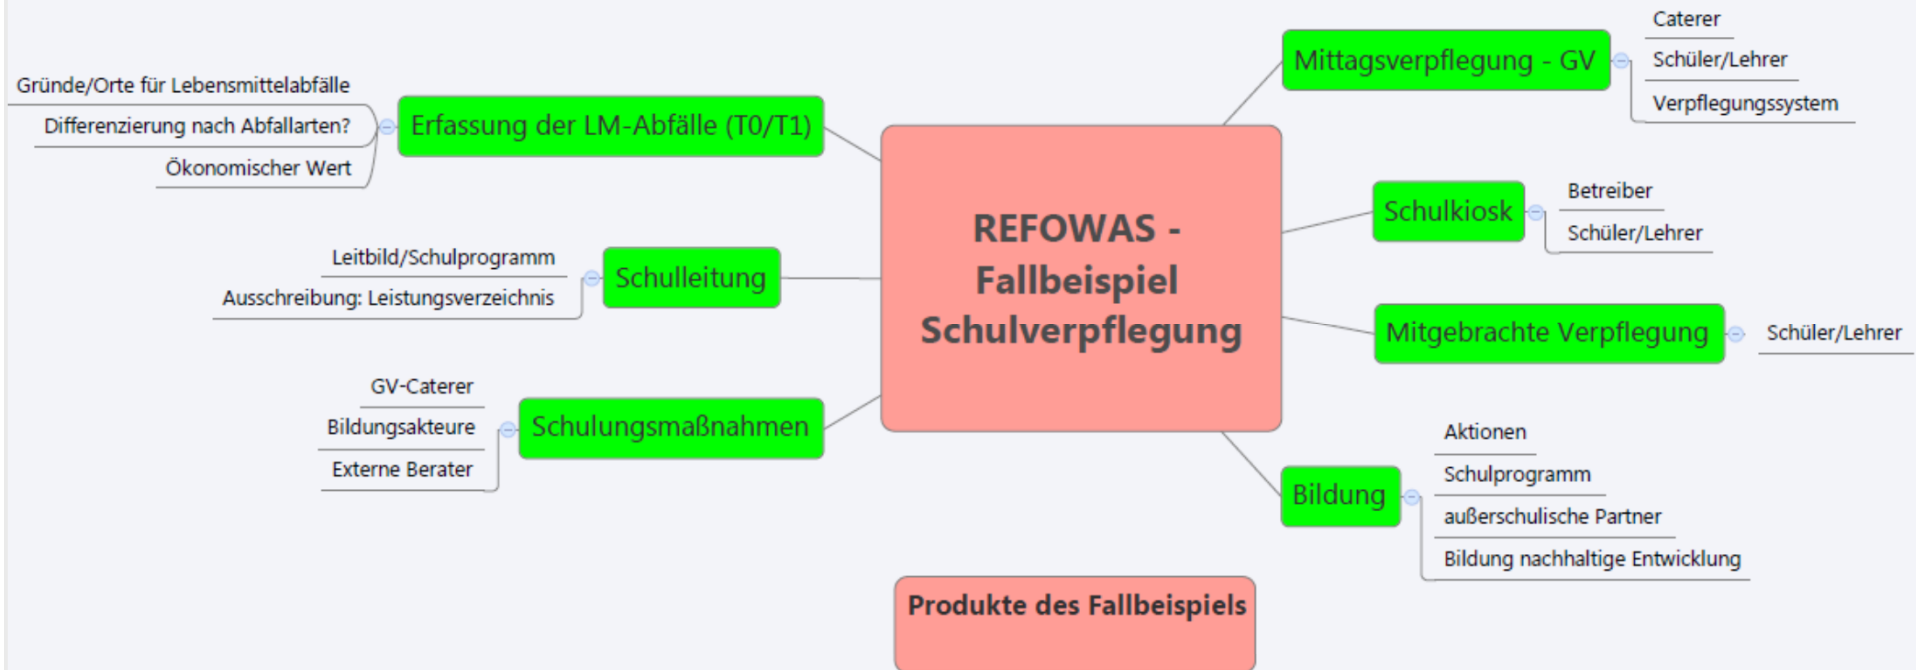 Gründe/Orte für Lebensmittelabfälle
Differenzierung nach Abfallarten?
Ökonomischer Wert
Erfassung der LM-Abfälle (T0/T1)
Leitbild/Schulprogramm
Ausschreibung: Leistungsverzeichnis
Schulleitung
GV-Caterer
Bildungsakteure
Externe Berater
Schulungsmaßnahmen
REFOWAS -
Fallbeispiel
Schulverpflegung
Mittagsverpflegung - GV
Caterer
Schüler/Lehrer
Verpflegungssystem
Schulkiosk
Betreiber
Schüler/Lehrer
Mitgebrachte Verpflegung
Schüler/Lehrer
Bildung
Aktionen
Schulprogramm
außerschulische Partner
Bildung nachhaltige Entwicklung
Produkte des Fallbeispiels